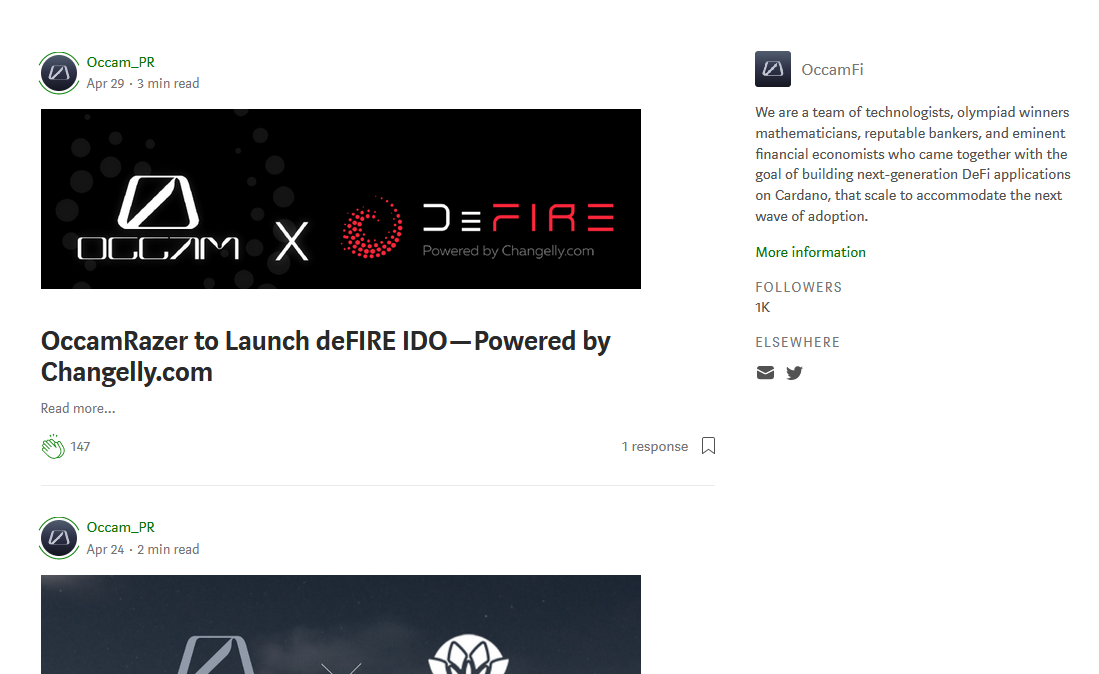 Occam_PR
Apr 29 · 3 min read
OCCAM X DeFIRE
Powered by Changelly.com
OccamRazer to Launch deFIRE IDO — Powered by
Changelly.com
Read more...
147
1 response
Occam_PR
Apr 24 · 2 min read
OccamFi
We are a team of technologists, olympiad winners
mathematicians, reputable bankers, and eminent
financial economists who came together with the
goal of building next-generation DeFi applications
on Cardano, that scale to accommodate the next
wave of adoption.
More information
FOLLOWERS
1K
ELSEWHERE